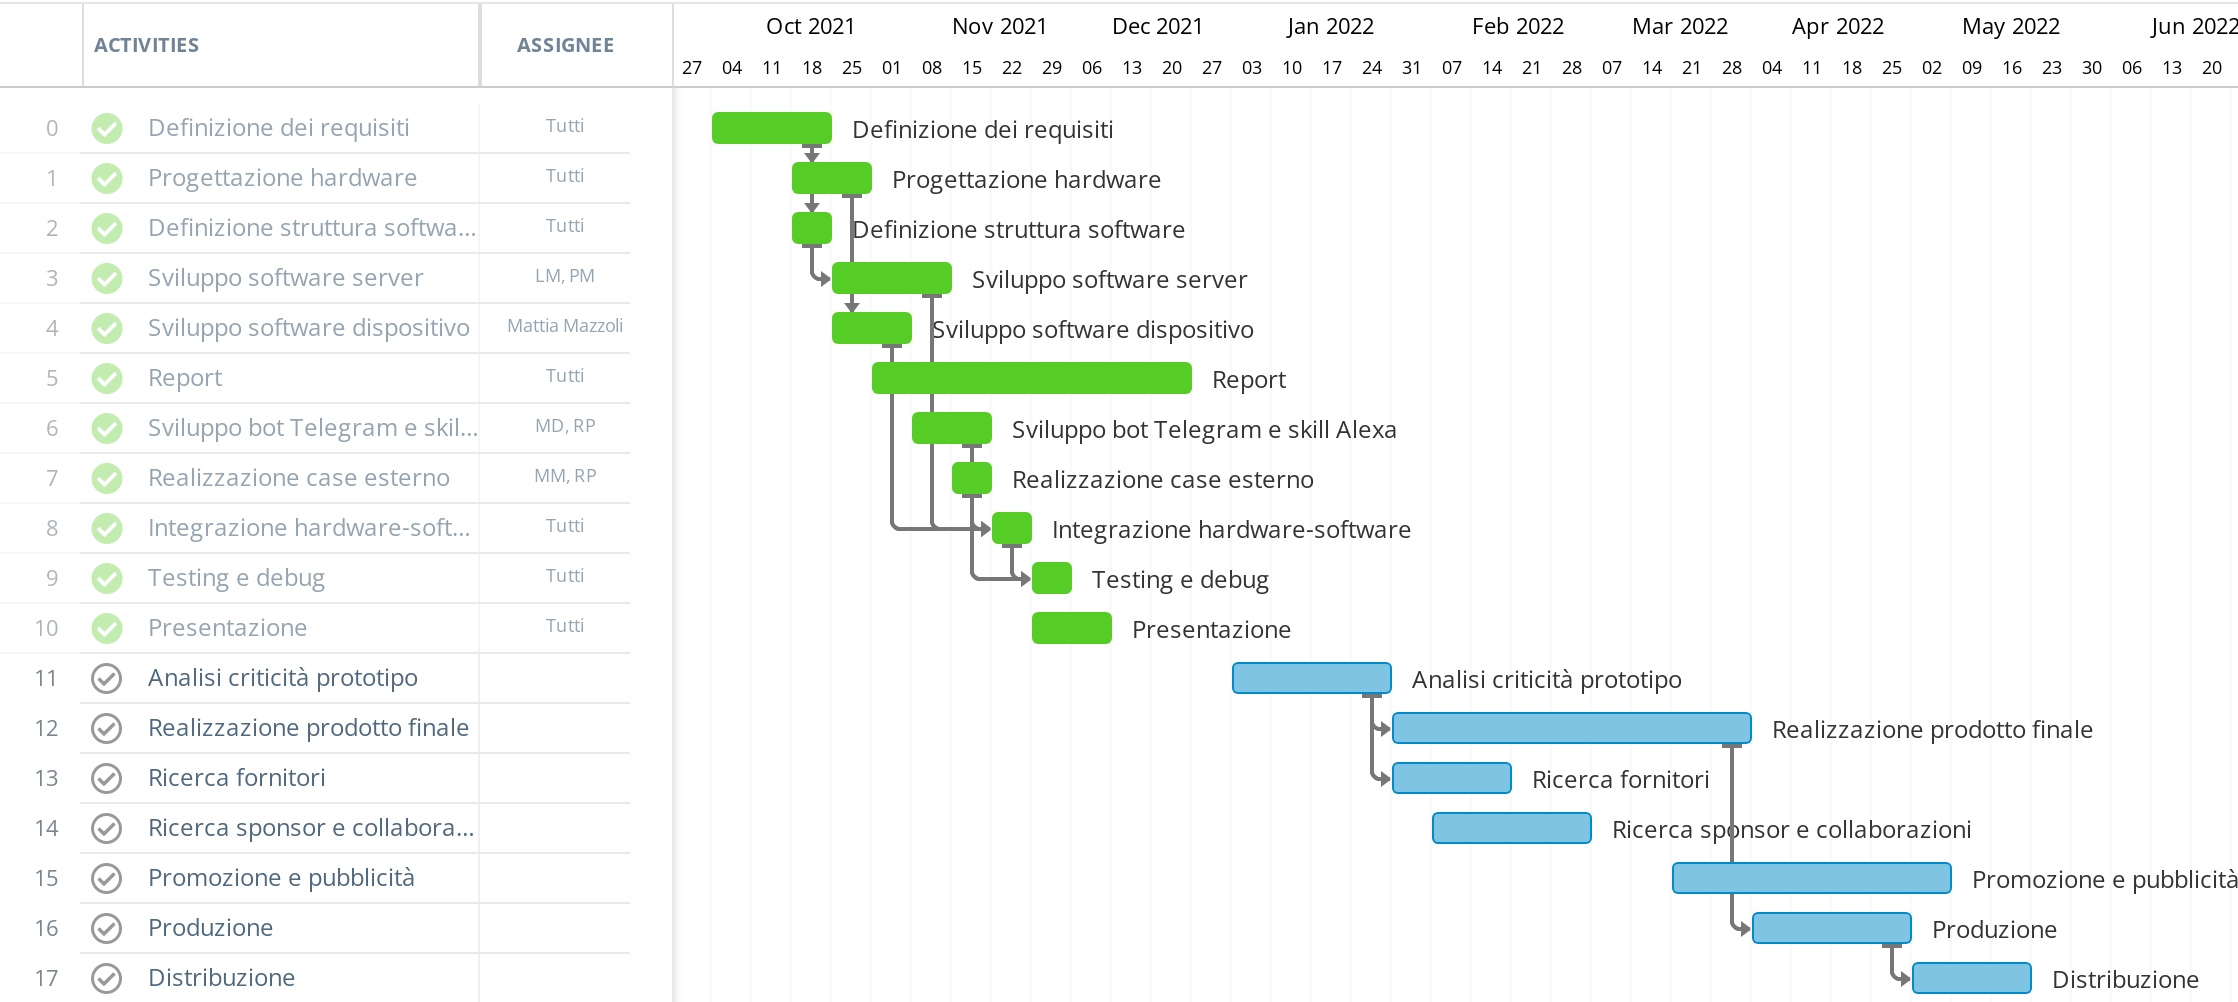 ACTIVITIES ASSIGNEE Oct 2021 Nov 2021 Dec 2021 Jan 2022 Feb 2022 Mar 2022 Apr 2022 May 2022 Jun 2022
27 04 11 18 25 01 08 15 22 29 06 13 20 27 03 10 17 24 31 07 14 21 28 07 14 21 28 04 11 18 25 02 09 16 23 30 06 13 20
0 Definizione dei requisiti Tutti Definizione dei requisiti
1 Progettazione hardware Tutti Progettazione hardware
2 Definizione struttura softwa... Tutti Definizione struttura software
3 Sviluppo software server LM, PM Sviluppo software server
4 Sviluppo software dispositivo Mattia Mazzoli Sviluppo software dispositivo
5 Report Tutti Report
6 Sviluppo bot Telegram e skil... MD, RP Sviluppo bot Telegram e skill Alexa
7 Realizzazione case esterno MM, RP Realizzazione case esterno
8 Integrazione hardware-soft... Tutti Integrazione hardware-software
9 Testing e debug Tutti Testing e debug
10 Presentazione Tutti Presentazione
11 Analisi criticità prototipo Analisi criticità prototipo
12 Realizzazione prodotto finale Realizzazione prodotto finale
13 Ricerca fornitori Ricerca fornitori
14 Ricerca sponsor e collabora... Ricerca sponsor e collaborazioni
15 Promozione e pubblicità Promozione e pubblicità
16 Produzione Produzione
17 Distribuzione Distribuzione